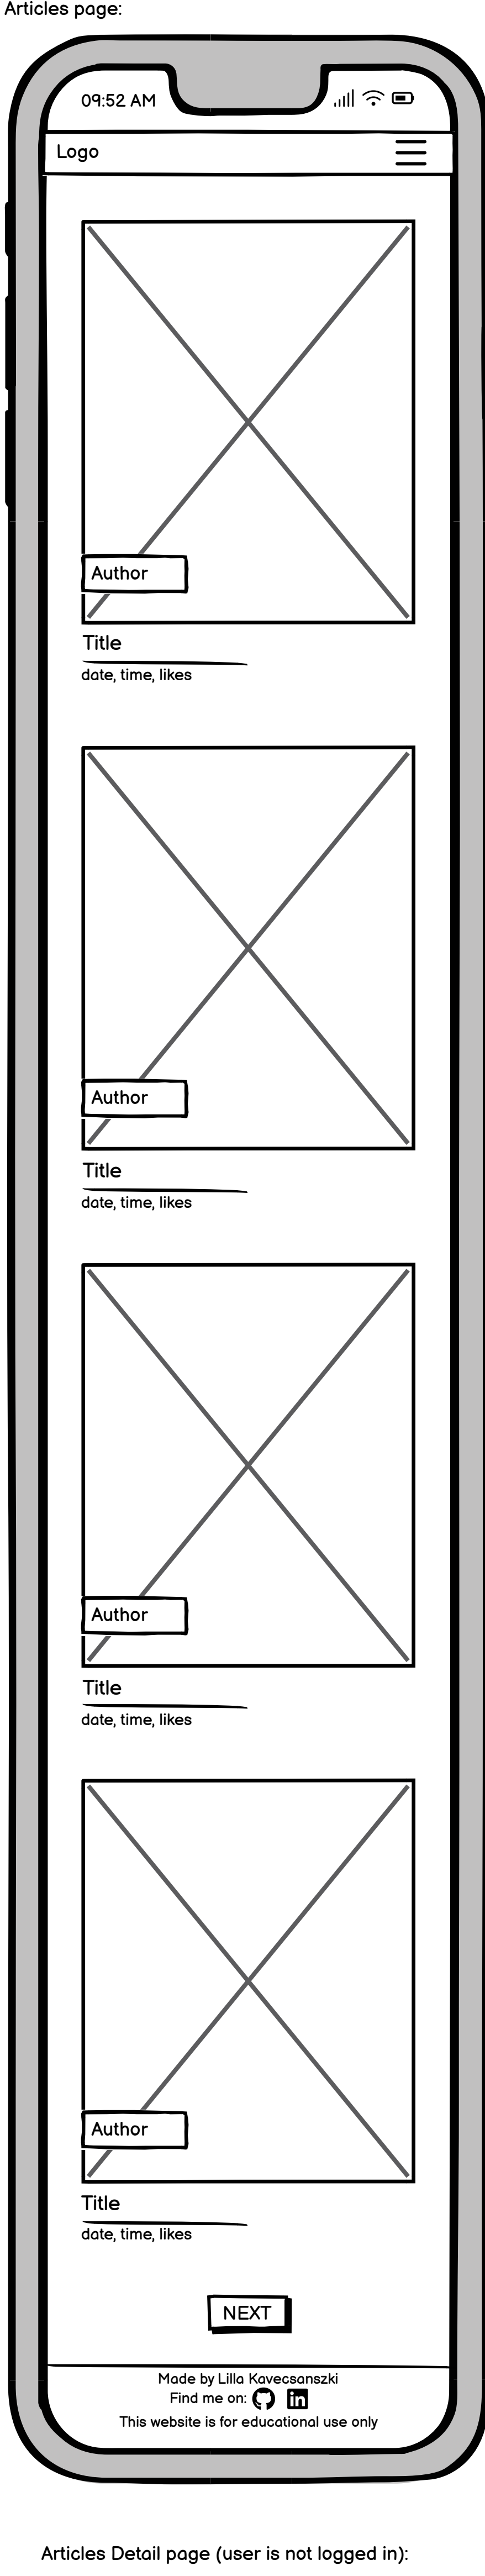 Articles page:
09:52 AM
Logo
Author
Title
date, time, likes
Author
Title
date, time, likes
Author
Title
date, time, likes
Author
Title
date, time, likes
NEXT
Made by Lilla Kavecsanszki
Find me on: in
This website is for educational use only
Articles Detail page (user is not logged in):